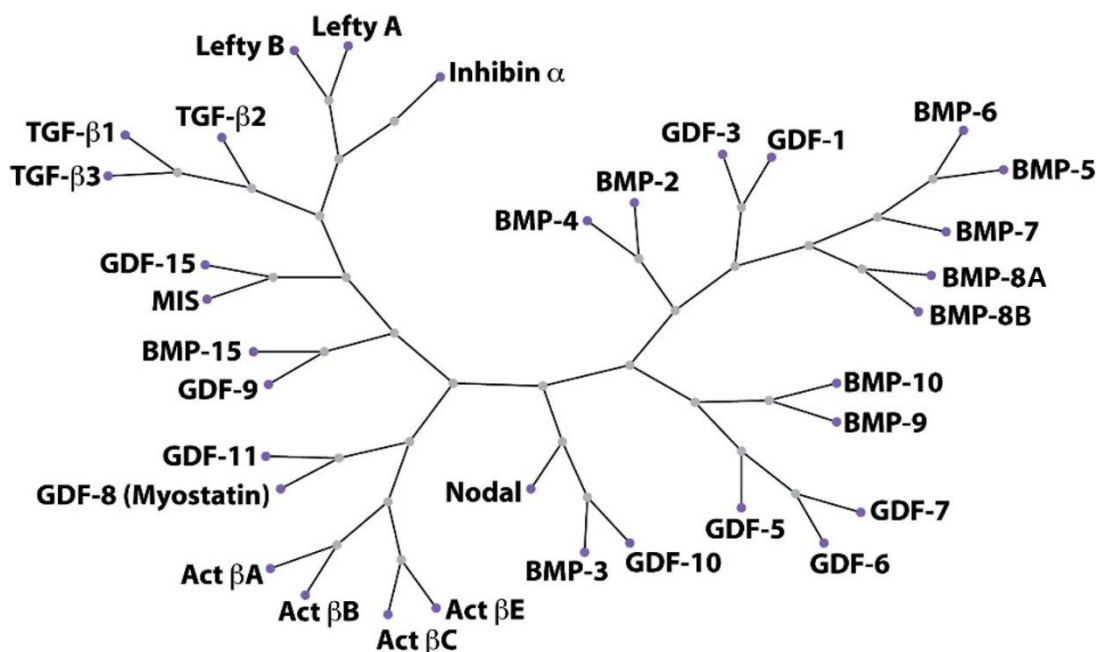 Lefty A
Lefty B
Inhibin α
TGF-β2
TGF-β1
TGF-β3
GDF-15
MIS
BMP-15
GDF-9
GDF-11
GDF-8 (Myostatin)
Act βA
Act βB
Act βC
Act βE
Nodal
BMP-3
GDF-10
BMP-4
BMP-2
GDF-3
GDF-1
BMP-6
BMP-5
BMP-7
BMP-8A
BMP-8B
BMP-10
BMP-9
GDF-5
GDF-7
GDF-6